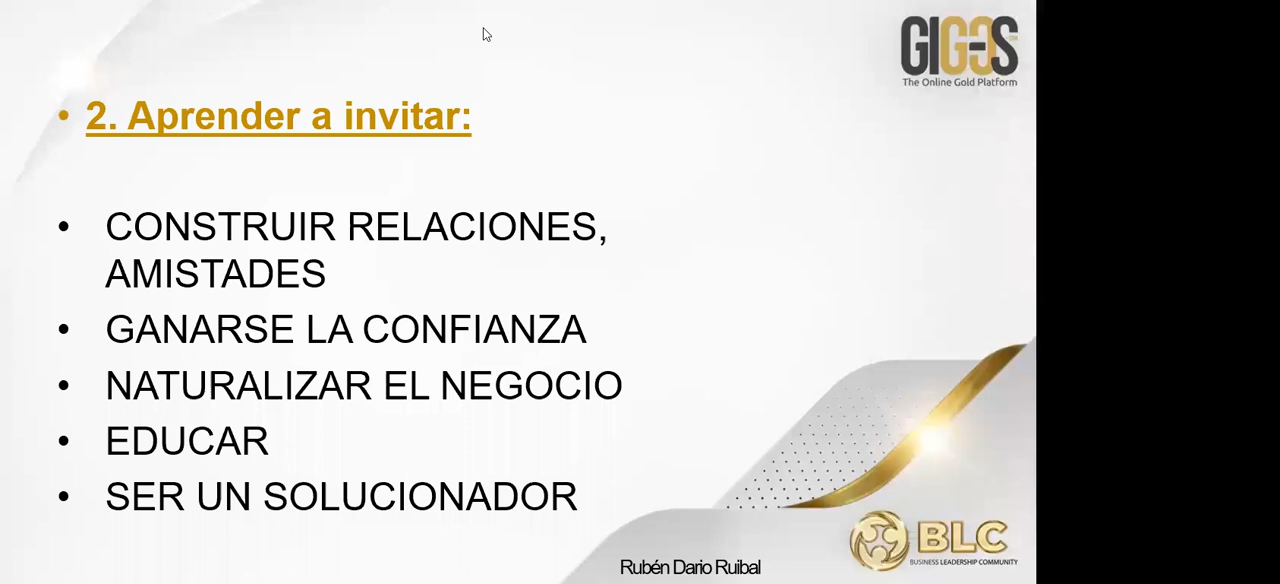 GIGOS
The Online Gold Platform
• 2. Aprender a invitar:
• CONSTRUIR RELACIONES,
AMISTADES
• GANARSE LA CONFIANZA
• NATURALIZAR EL NEGOCIO
• EDUCAR
• SER UN SOLUCIONADOR
BLC
BUSINESS LEADERSHIP COMMUNITY
Rubén Dario Ruibal